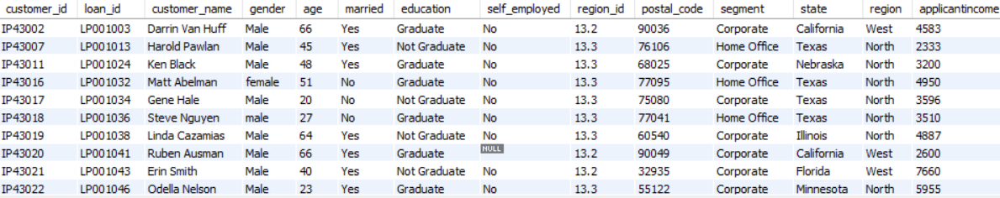 customer_id loan_id customer_name gender age married education self_employed region_id postal_code segment state region applicantincome
IP43002 LP001003 Darrin Van Huff Male 66 Yes Graduate No 13.2 90036 Corporate California West 4583
IP43007 LP001013 Harold Pawlan Male 45 Yes Not Graduate No 13.3 76106 Home Office Texas North 2333
IP43011 LP001024 Ken Black Male 48 Yes Graduate No 13.3 68025 Corporate Nebraska North 3200
IP43016 LP001032 Matt Abelman female 51 No Graduate No 13.3 77095 Home Office Texas North 4950
IP43017 LP001034 Gene Hale Male 20 No Not Graduate No 13.3 75080 Corporate Texas North 3596
IP43018 LP001036 Steve Nguyen male 27 No Graduate No 13.3 77041 Home Office Texas North 3510
IP43019 LP001038 Linda Cazamias Male 64 Yes Not Graduate No 13.3 60540 Corporate Illinois North 4887
IP43020 LP001041 Ruben Ausman Male 66 Yes Graduate NULL 13.2 90049 Corporate California West 2600
IP43021 LP001043 Erin Smith Male 40 Yes Not Graduate No 13.2 32935 Corporate Florida West 7660
IP43022 LP001046 Odella Nelson Male 23 Yes Graduate No 13.3 55122 Corporate Minnesota North 5955